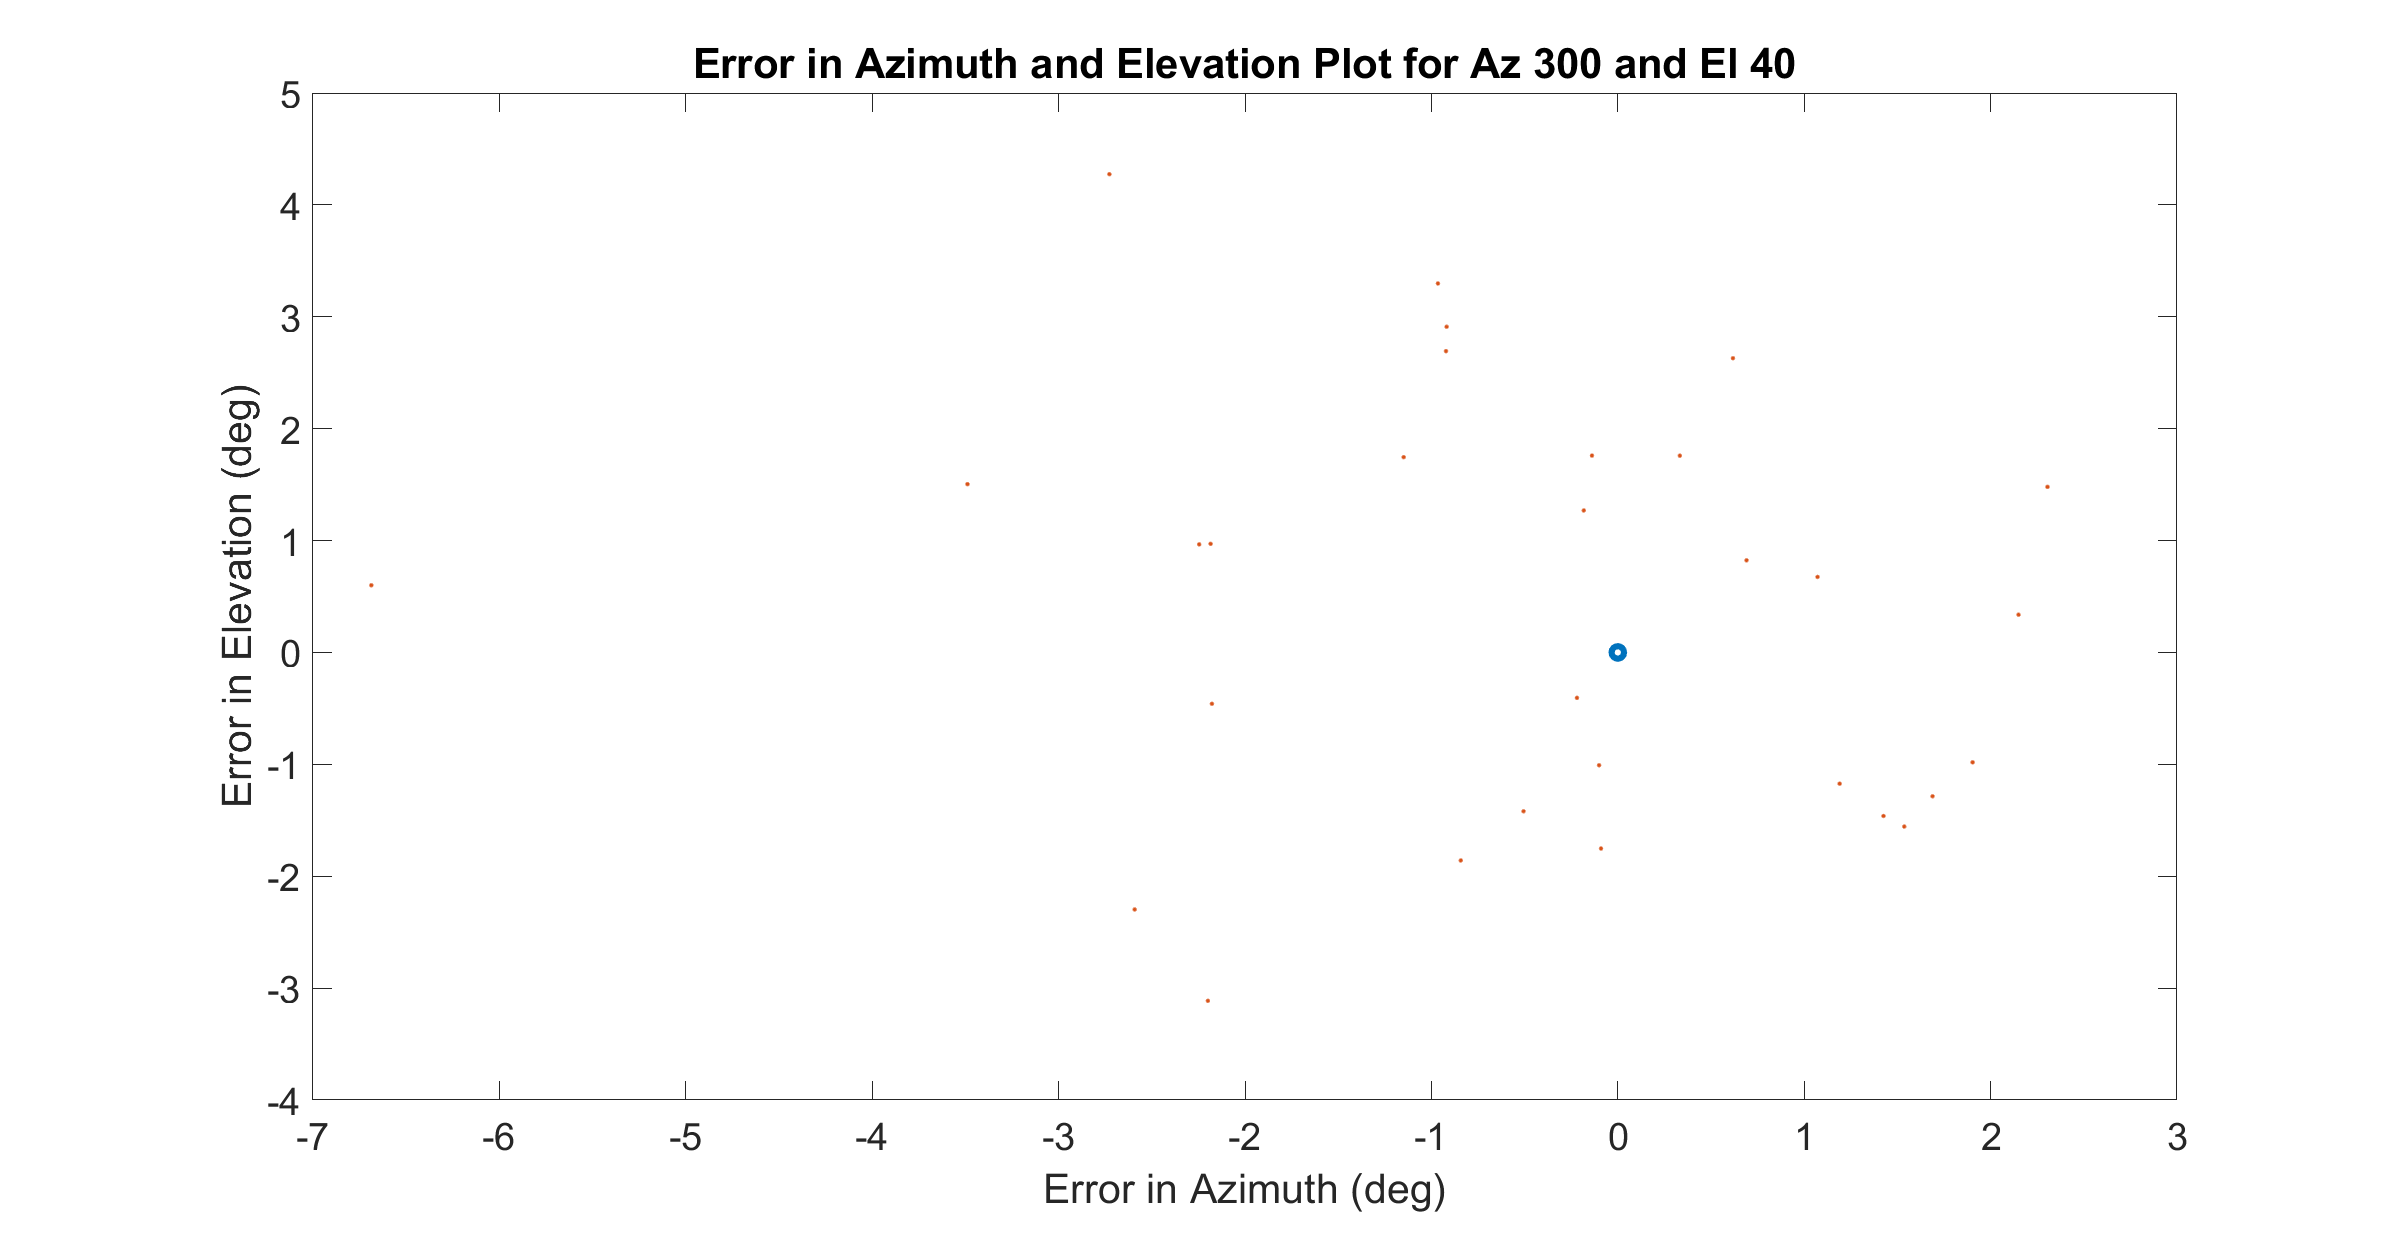 Error in Azimuth and Elevation Plot for Az 300 and El 40
5
4
3
2
1
0
-1
-2
-3
-4
Error in Elevation (deg)
-7 -6 -5 -4 -3 -2 -1 0 1 2 3
Error in Azimuth (deg)